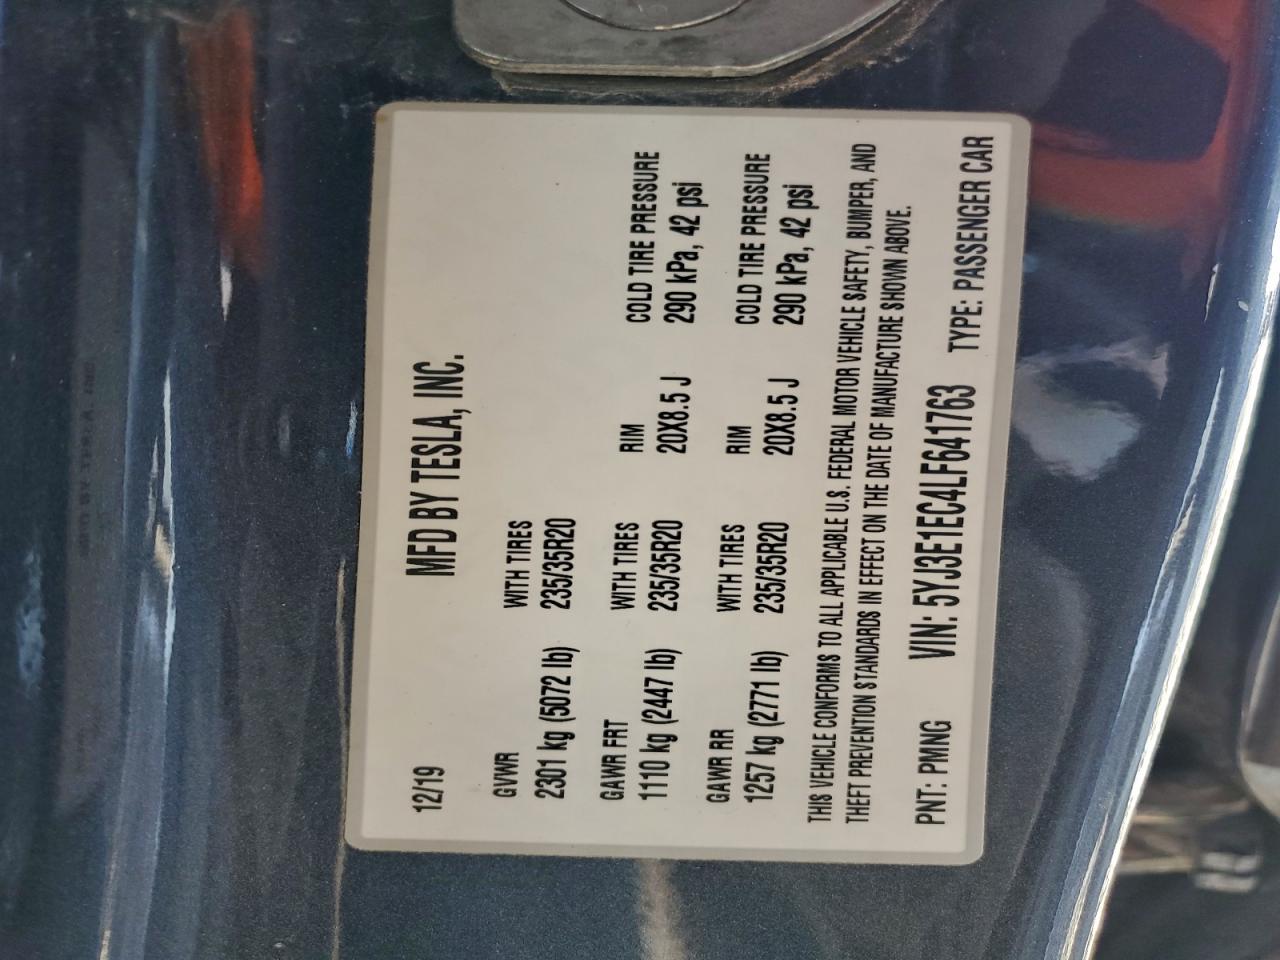 12/19 MFD BY TESLA, INC.
GVWR WITH TIRES
2301 kg (5072 lb) 235/35R20
GAWR FRT WITH TIRES RIM COLD TIRE PRESSURE
1110 kg (2447 lb) 235/35R20 20X8.5 J 290 kPa, 42 psi
GAWR RR WITH TIRES RIM COLD TIRE PRESSURE
1257 kg (2771 lb) 235/35R20 20X8.5 J 290 kPa, 42 psi
THIS VEHICLE CONFORMS TO ALL APPLICABLE U.S. FEDERAL MOTOR VEHICLE SAFETY, BUMPER, AND
THEFT PREVENTION STANDARDS IN EFFECT ON THE DATE OF MANUFACTURE SHOWN ABOVE.
PNT: PMNG VIN: 5YJ3E1EC4LF641763 TYPE: PASSENGER CAR